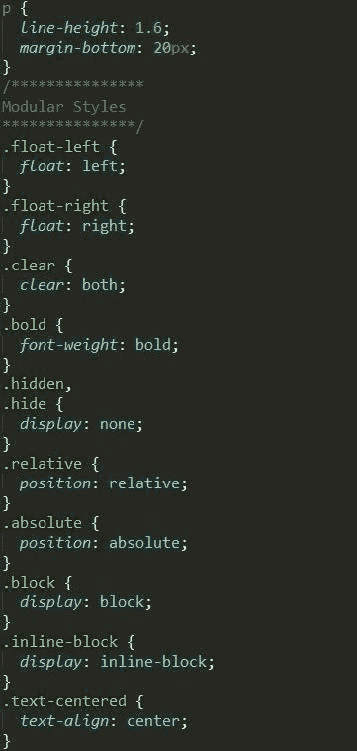 p {
  line-height: 1.6;
  margin-bottom: 20px;
}
/***************
Modular Styles
***************/
.float-left {
  float: left;
}
.float-right {
  float: right;
}
.clear {
  clear: both;
}
.bold {
  font-weight: bold;
}
.hidden,
.hide {
  display: none;
}
.relative {
  position: relative;
}
.absolute {
  position: absolute;
}
.block {
  display: block;
}
.inline-block {
  display: inline-block;
}
.text-centered {
  text-align: center;
}